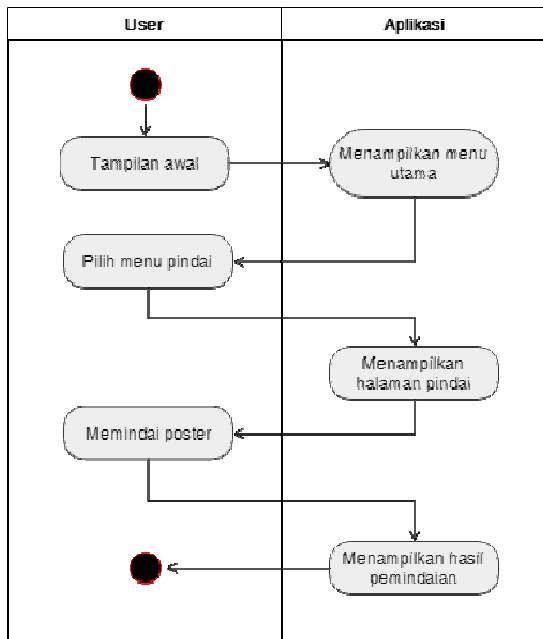 User
Aplikasi
Tampilan awal
Menampilkan menu
utama
Pilih menu pindai
Menampilkan
halaman pindai
Memindai poster
Menampilkan hasil
pemindaian